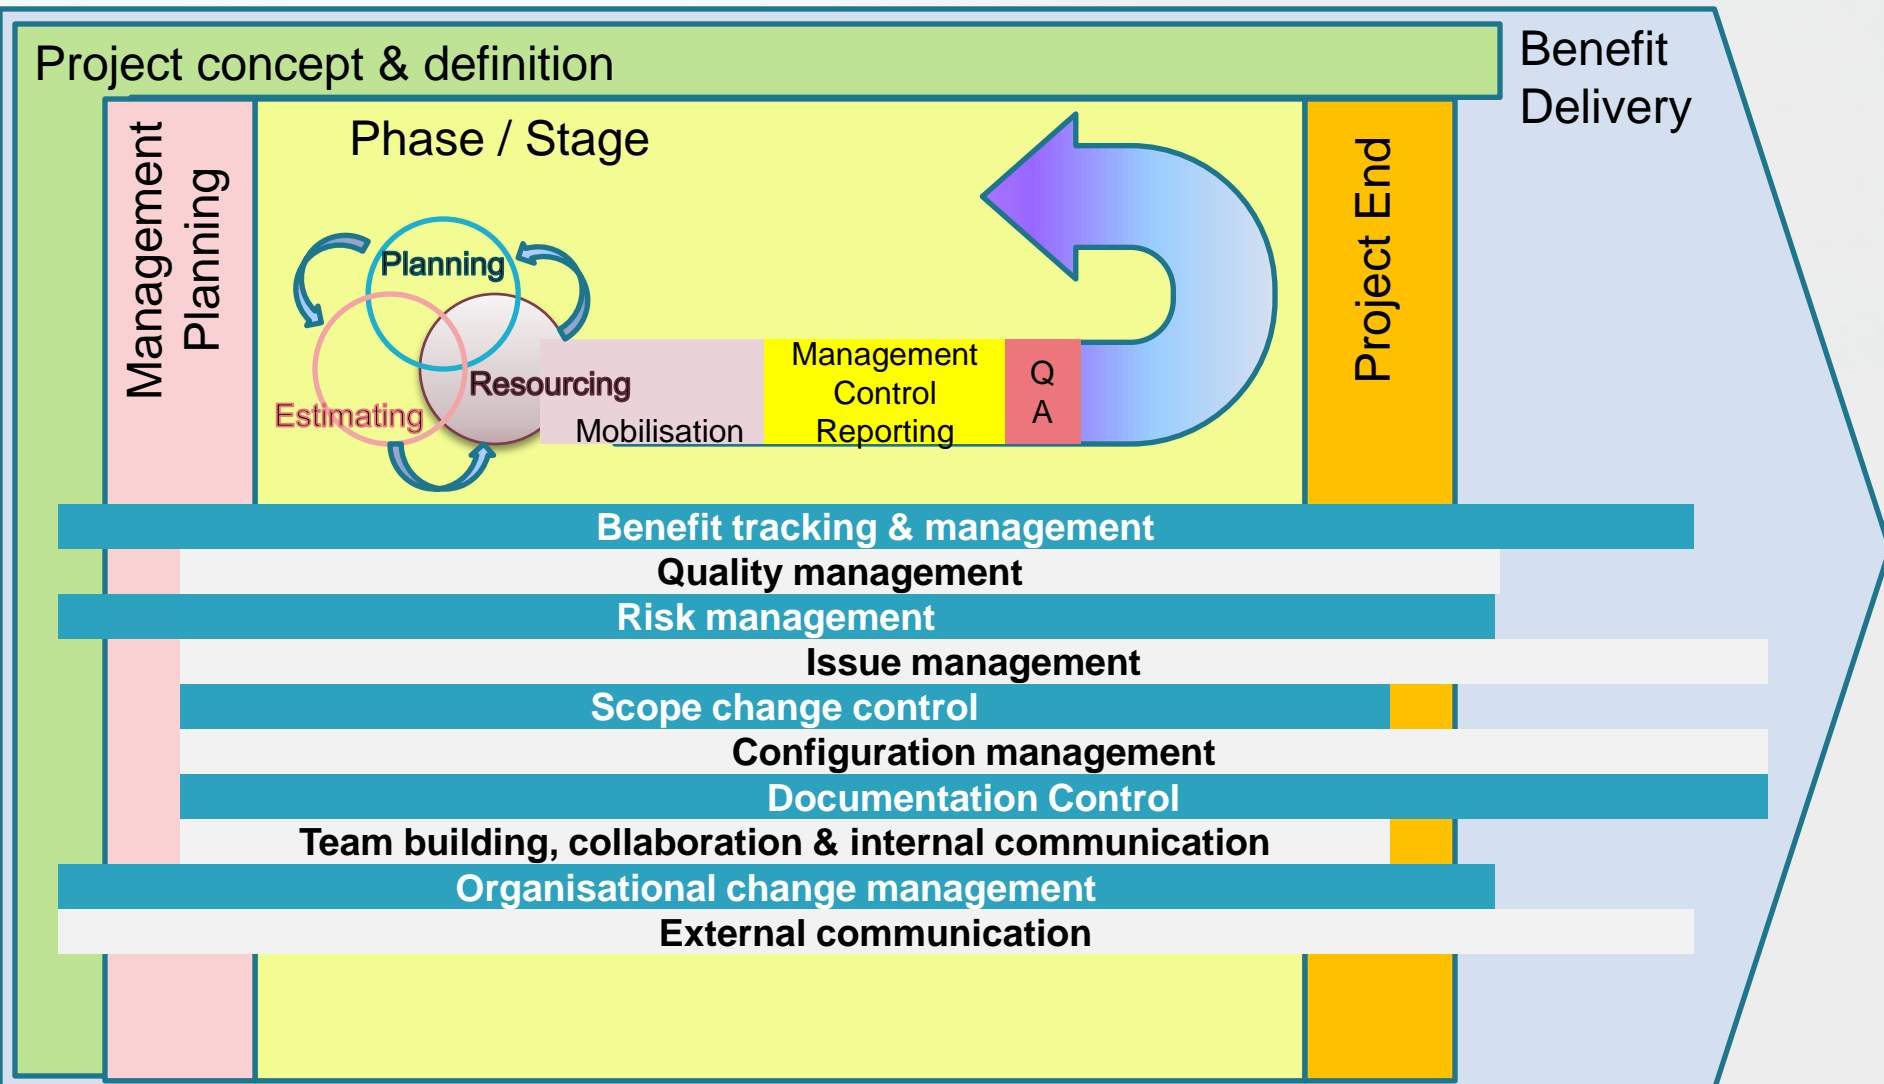 Project concept & definition
Benefit
Delivery
Management
Planning
Phase / Stage
Project End
Planning
Estimating
Resourcing
Mobilisation
Management
Control
Reporting
Q
A
Benefit tracking & management
Quality management
Risk management
Issue management
Scope change control
Configuration management
Documentation Control
Team building, collaboration & internal communication
Organisational change management
External communication